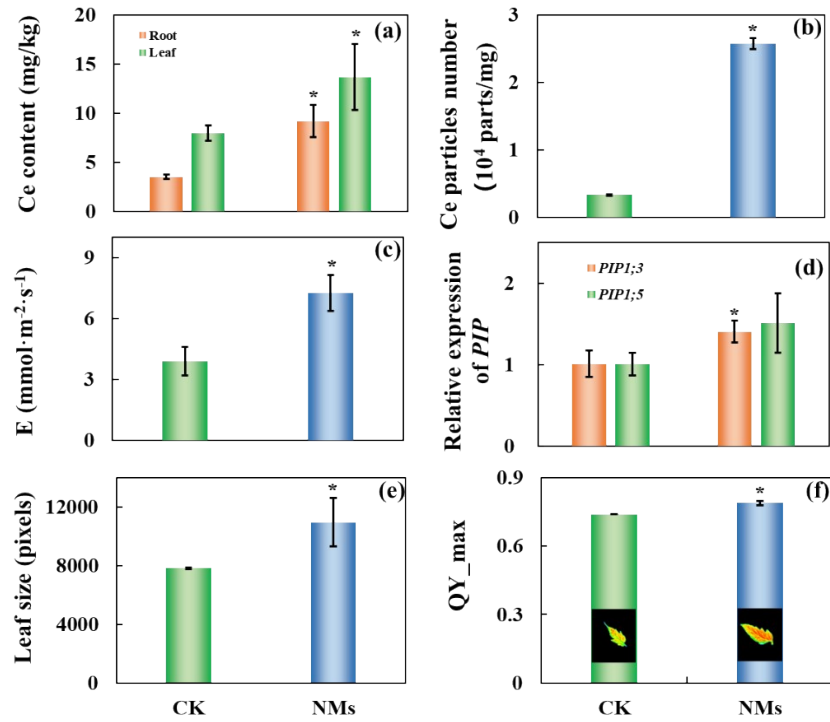 Ce content (mg/kg)
20
15
10
5
0
Root
Leaf
(a)
*
*
Ce particles number
(10⁴ parts/mg)
3
2
1
0
(b)
*
E (mmol·m⁻²·s⁻¹)
9
6
3
0
(c)
*
Relative expression
of PIP
2
1
0
PIP1;3
PIP1;5
(d)
*
Leaf size (pixels)
12000
8000
4000
0
(e)
*
CK
NMs
QY_max
0.9
0.6
0.3
0
(f)
*
CK
NMs